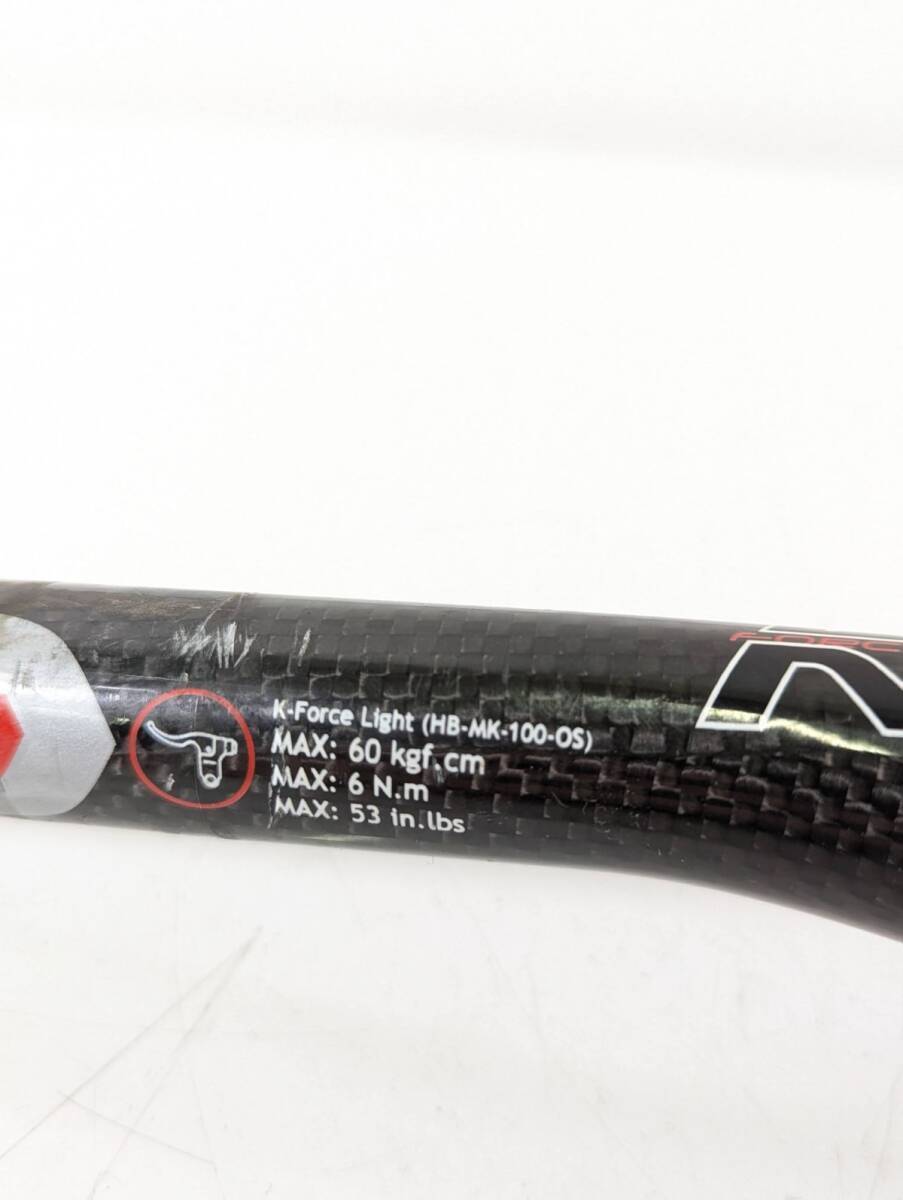 K-Force Light (HB-MK-100-OS)
MAX: 60 kgf.cm
MAX: 6 N.m
MAX: 53 in.lbs